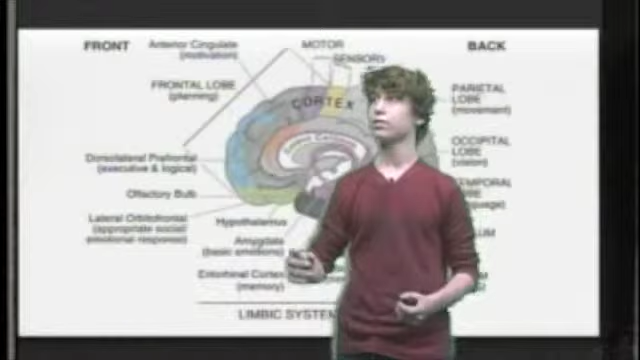 FRONT
Anterior Cingulate
(motivation)
MOTOR
SENSORY
BACK
FRONTAL LOBE
(planning)
CORTEX
PARIETAL
LOBE
(movement)
OCCIPITAL
LOBE
(vision)
Dorsolateral Prefrontal
(executive & logical)
Olfactory Bulb
Lateral Orbitofrontal
(appropriate social/
emotional response)
Hypothalamus
Amygdala
(basic emotions)
Entorhinal Cortex
(memory)
LIMBIC SYSTEM